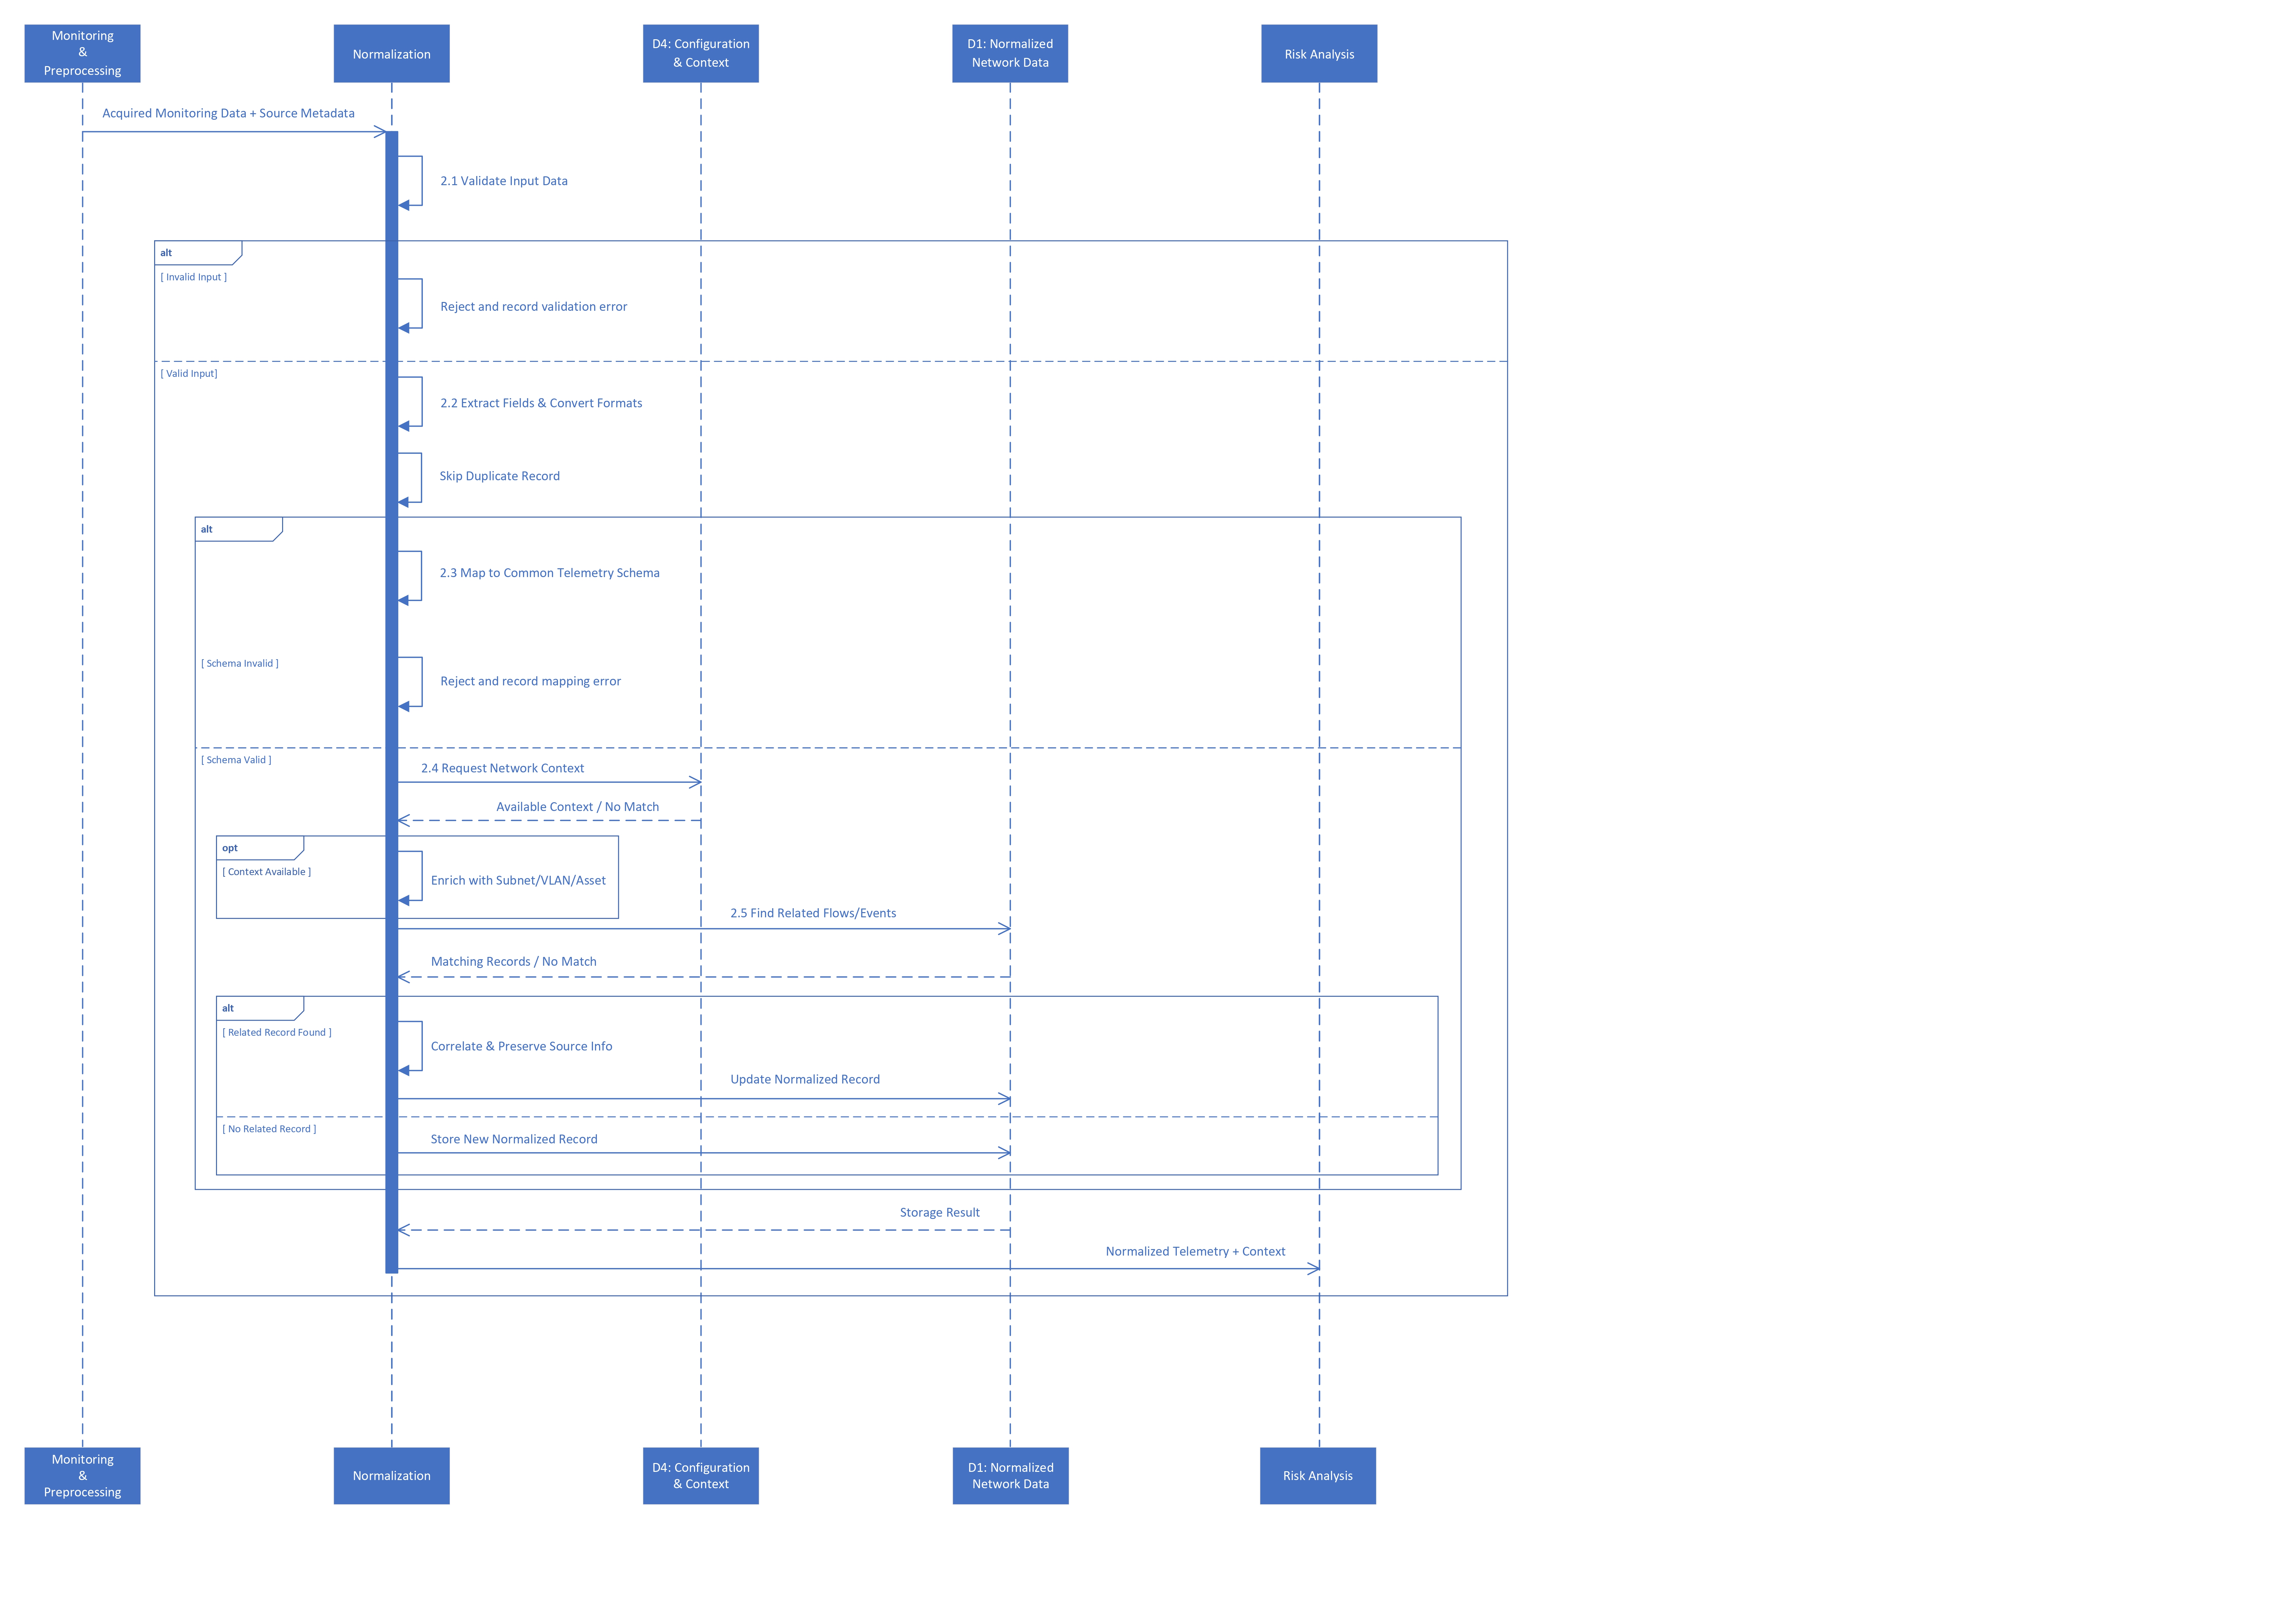 Monitoring
&
Preprocessing
Normalization
D4: Configuration
& Context
D1: Normalized
Network Data
Risk Analysis
Acquired Monitoring Data + Source Metadata
2.1 Validate Input Data
alt
[ Invalid Input ]
Reject and record validation error
[ Valid Input]
2.2 Extract Fields & Convert Formats
Skip Duplicate Record
alt
2.3 Map to Common Telemetry Schema
[ Schema Invalid ]
Reject and record mapping error
[ Schema Valid ]
2.4 Request Network Context
Available Context / No Match
opt
[ Context Available ]
Enrich with Subnet/VLAN/Asset
2.5 Find Related Flows/Events
Matching Records / No Match
alt
[ Related Record Found ]
Correlate & Preserve Source Info
Update Normalized Record
[ No Related Record ]
Store New Normalized Record
Storage Result
Normalized Telemetry + Context
Monitoring
&
Preprocessing
Normalization
D4: Configuration
& Context
D1: Normalized
Network Data
Risk Analysis